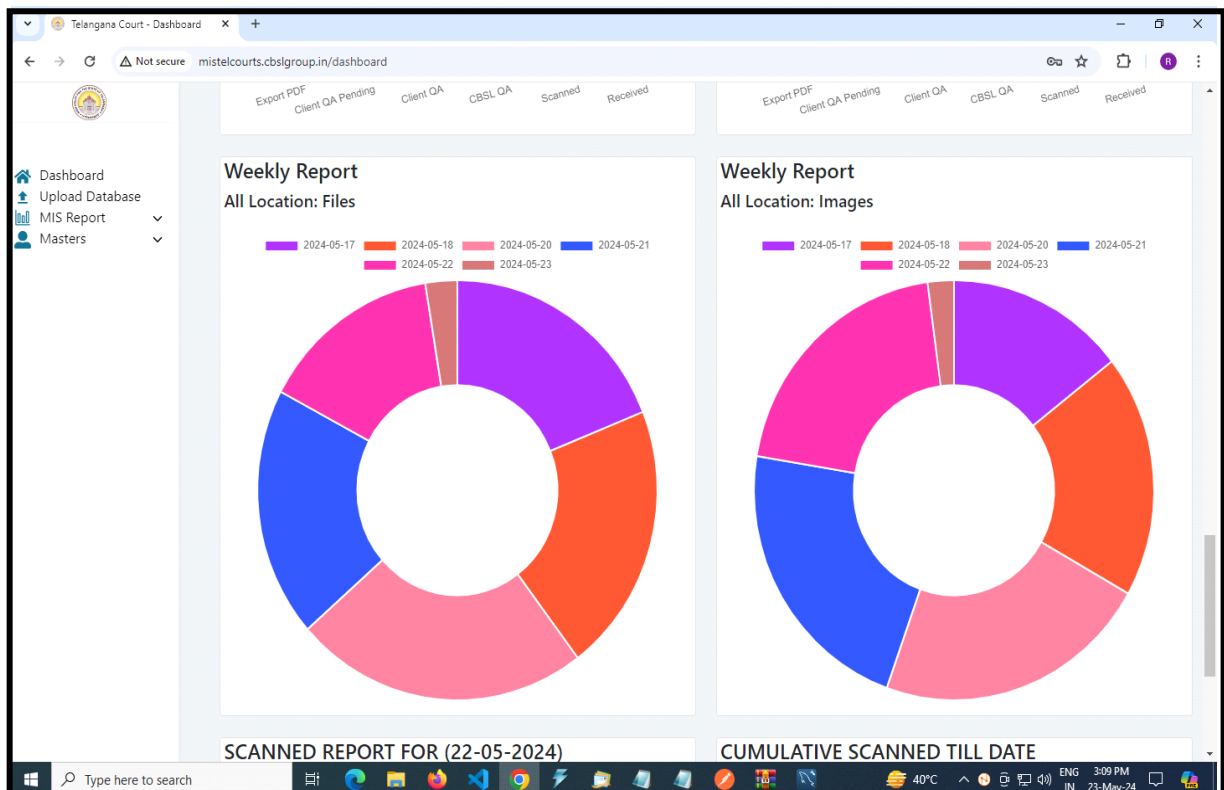 Telangana Court - Dashboard
Not secure mistelcourts.cbslgroup.in/dashboard
R
Export PDF Client QA Pending Client QA CBSL QA Scanned Received
Export PDF Client QA Pending Client QA CBSL QA Scanned Received
Dashboard
Upload Database
MIS Report
Masters
Weekly Report
All Location: Files
2024-05-17 2024-05-18 2024-05-20 2024-05-21
2024-05-22 2024-05-23
Weekly Report
All Location: Images
2024-05-17 2024-05-18 2024-05-20 2024-05-21
2024-05-22 2024-05-23
SCANNED REPORT FOR (22-05-2024)
CUMULATIVE SCANNED TILL DATE
Type here to search
40°C
ENG
IN
3:09 PM
23-May-24